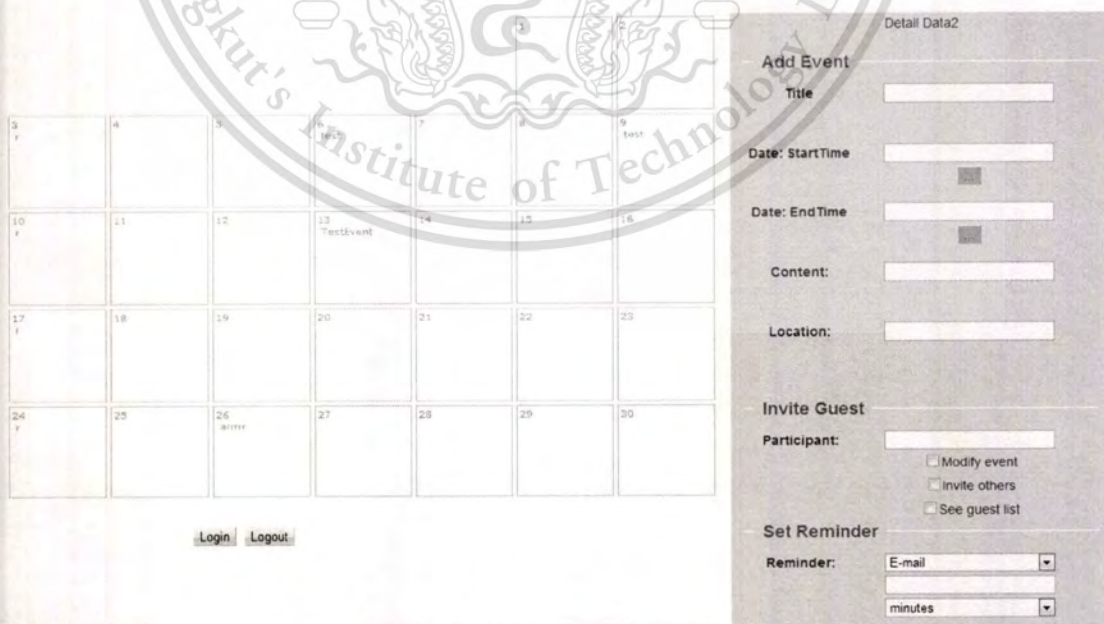 gkut's Institute of Technology
1 2
3 4 5 6 7 8 9
r test test
10 11 12 13 14 15 16
r TestEvent
17 18 19 20 21 22 23
r
24 25 26 27 28 29 30
r
Login Logout
Detail Data2
Add Event
Title
Date: StartTime
Date: EndTime
Content:
Location:
Invite Guest
Participant:
Modify event
Invite others
See guest list
Set Reminder
Reminder: E-mail
minutes